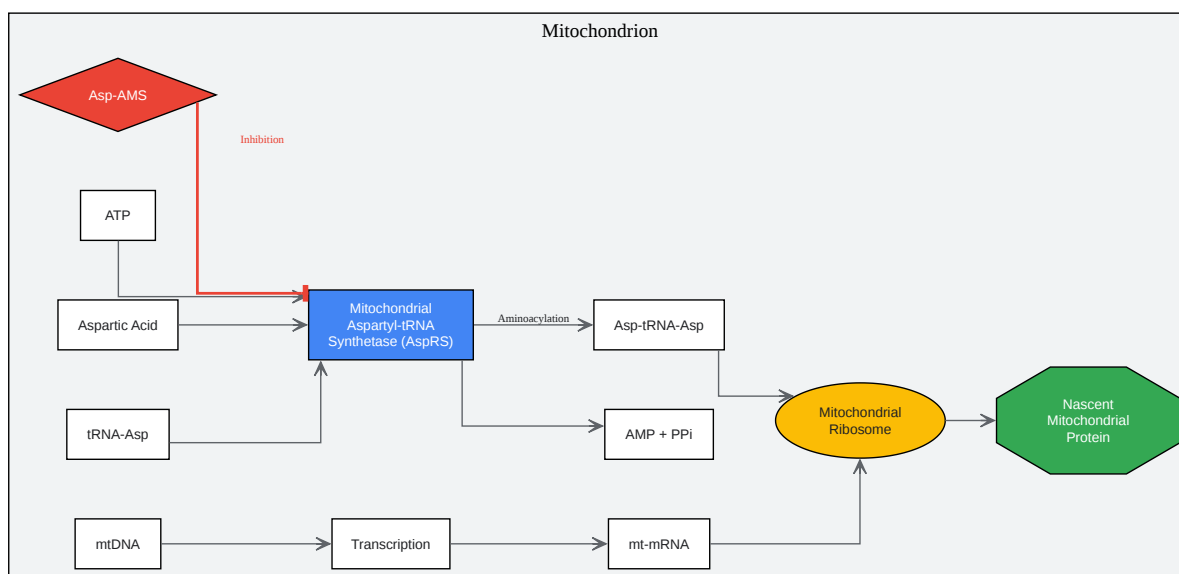 Mitochondrion
Asp-AMS
Inhibition
ATP
Aspartic Acid
Mitochondrial
Aspartyl-tRNA
Synthetase (AspRS)
Aminoacylation
Asp-tRNA-Asp
tRNA-Asp
AMP + PPi
Mitochondrial
Ribosome
Nascent
Mitochondrial
Protein
mtDNA
Transcription
mt-mRNA